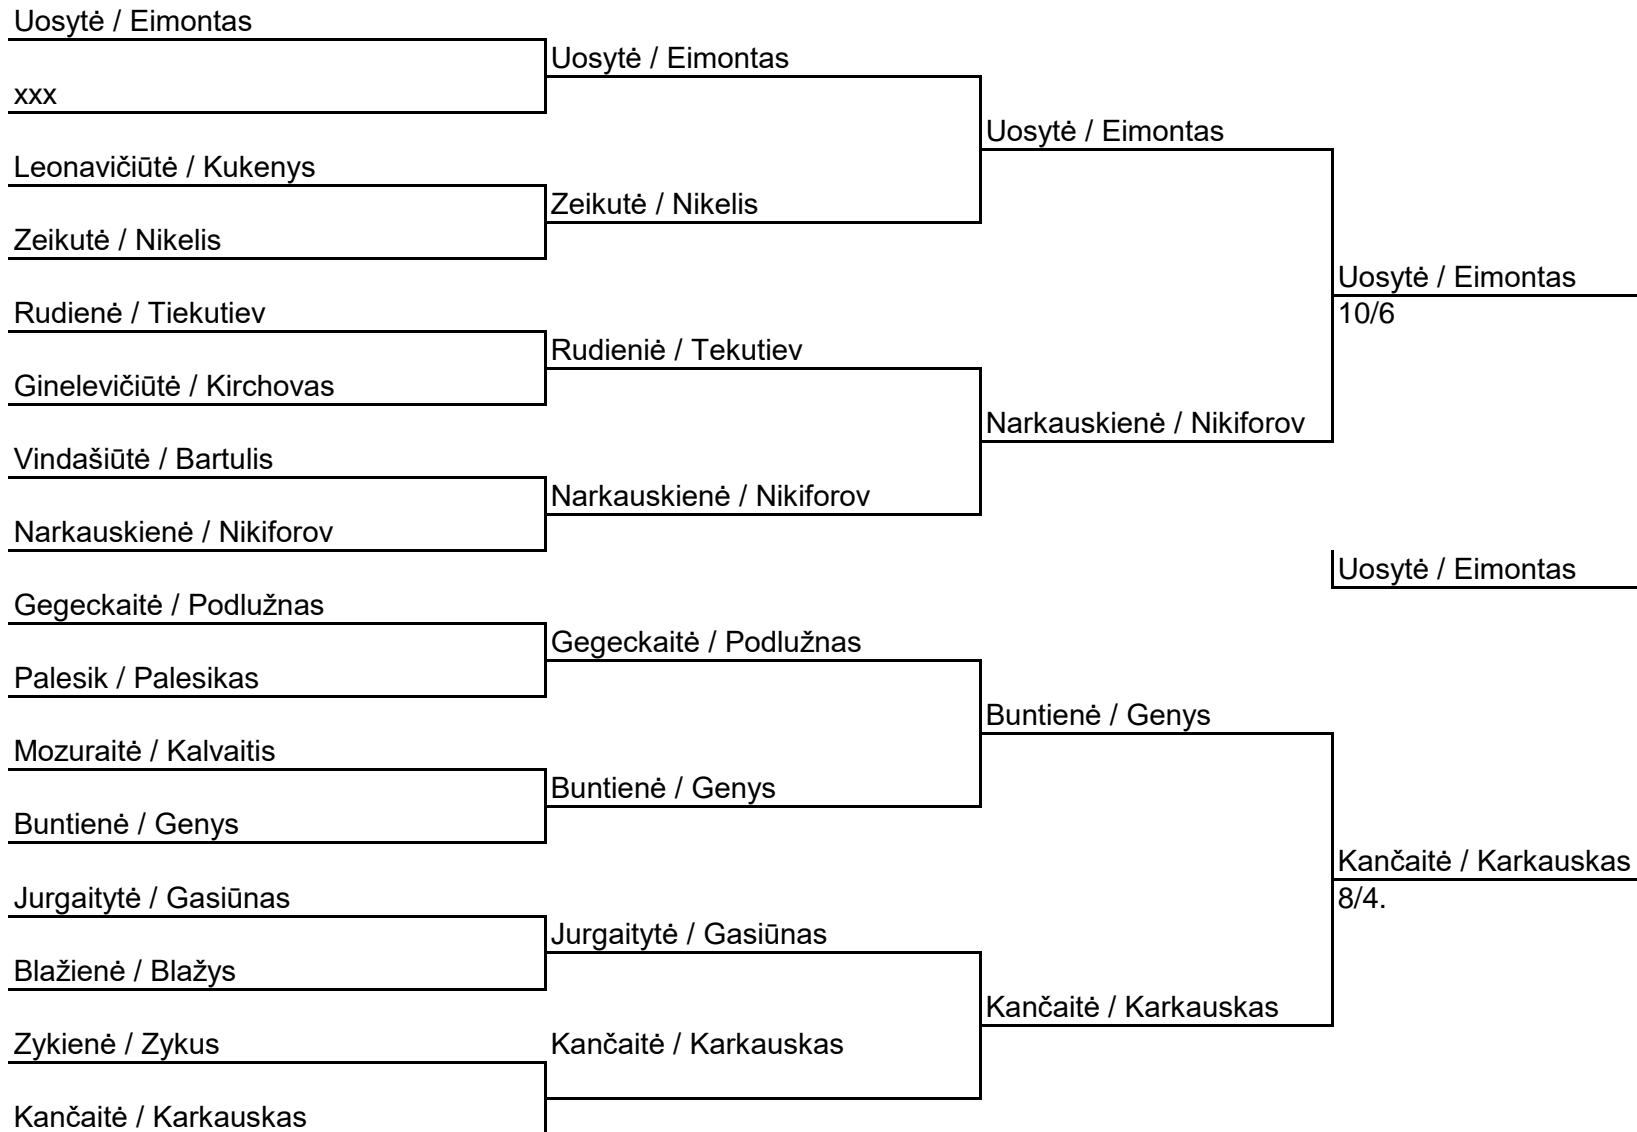 Uosytė / Eimontas
Uosytė / Eimontas
xxx
Uosytė / Eimontas
Leonavičiūtė / Kukenys
Zeikutė / Nikelis
Zeikutė / Nikelis
Uosytė / Eimontas
Rudienė / Tiekutiev
10/6
Rudieniė / Tekutiev
Ginelevičiūtė / Kirchovas
Narkauskienė / Nikiforov
Vindašiūtė / Bartulis
Narkauskienė / Nikiforov
Narkauskienė / Nikiforov
Uosytė / Eimontas
Gegeckaitė / Podlužnas
Gegeckaitė / Podlužnas
Palesik / Palesikas
Buntienė / Genys
Mozuraitė / Kalvaitis
Buntienė / Genys
Buntienė / Genys
Kančaitė / Karkauskas
Jurgaitytė / Gasiūnas
8/4.
Jurgaitytė / Gasiūnas
Blažienė / Blažys
Kančaitė / Karkauskas
Zykienė / Zykus
Kančaitė / Karkauskas
Kančaitė / Karkauskas